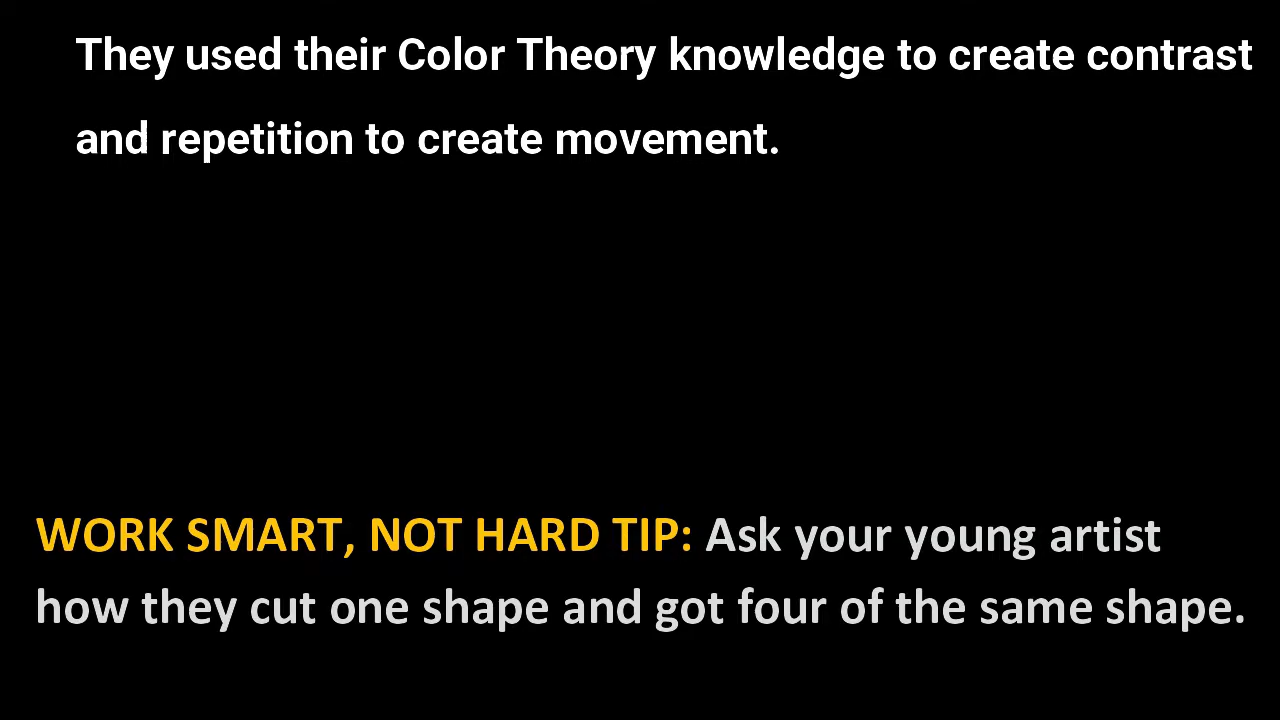 They used their Color Theory knowledge to create contrast
and repetition to create movement.
WORK SMART, NOT HARD TIP: Ask your young artist
how they cut one shape and got four of the same shape.